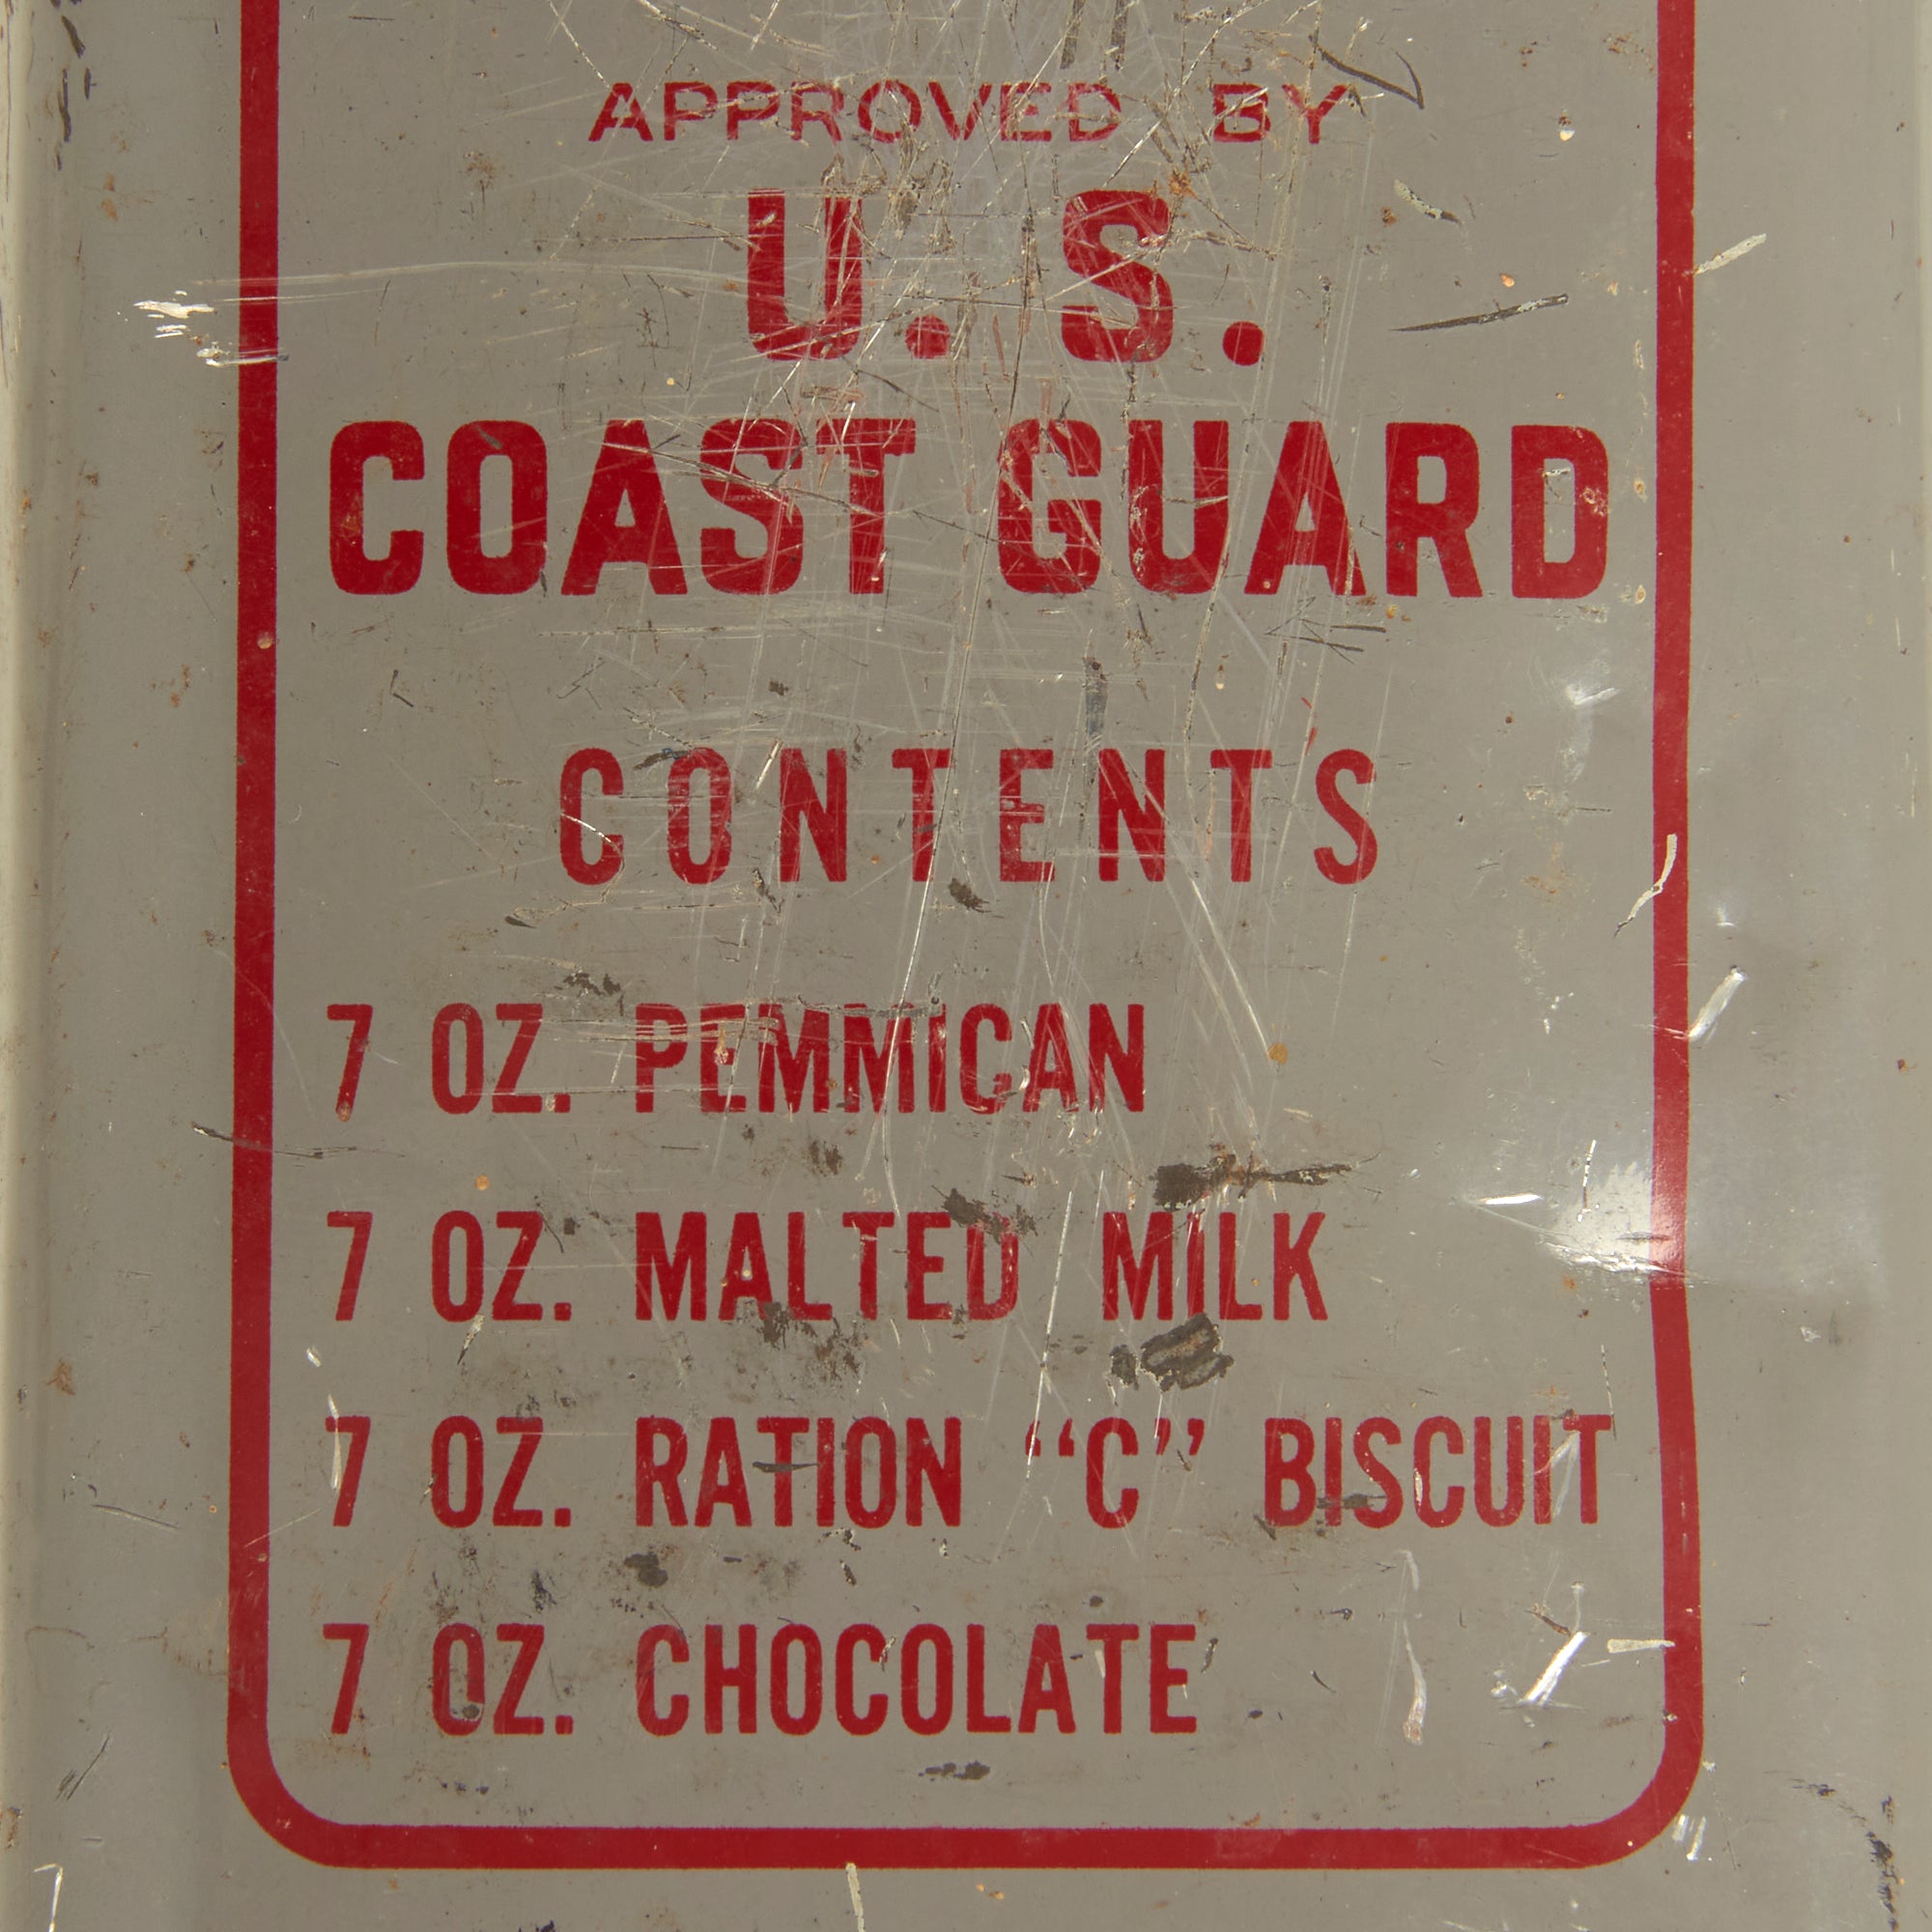 APPROVED BY
U. S.
COAST GUARD
CONTENTS
7 OZ. PEMMICAN
7 OZ. MALTED MILK
7 OZ. RATION “C” BISCUIT
7 OZ. CHOCOLATE